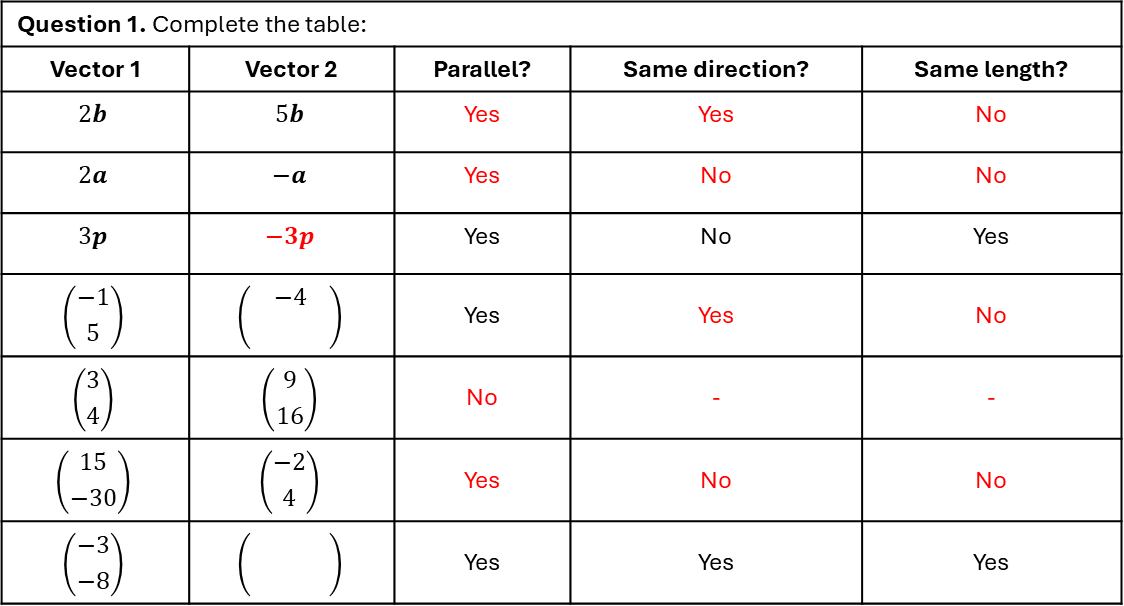 Question 1. Complete the table:
Vector 1 Vector 2 Parallel? Same direction? Same length?
2b 5b Yes Yes No
2a −a Yes No No
3p −3p Yes No Yes
(−1 5) (−4 ) Yes Yes No
(3 4) (9 16) No - -
(15 −30) (−2 4) Yes No No
(−3 −8) ( ) Yes Yes Yes